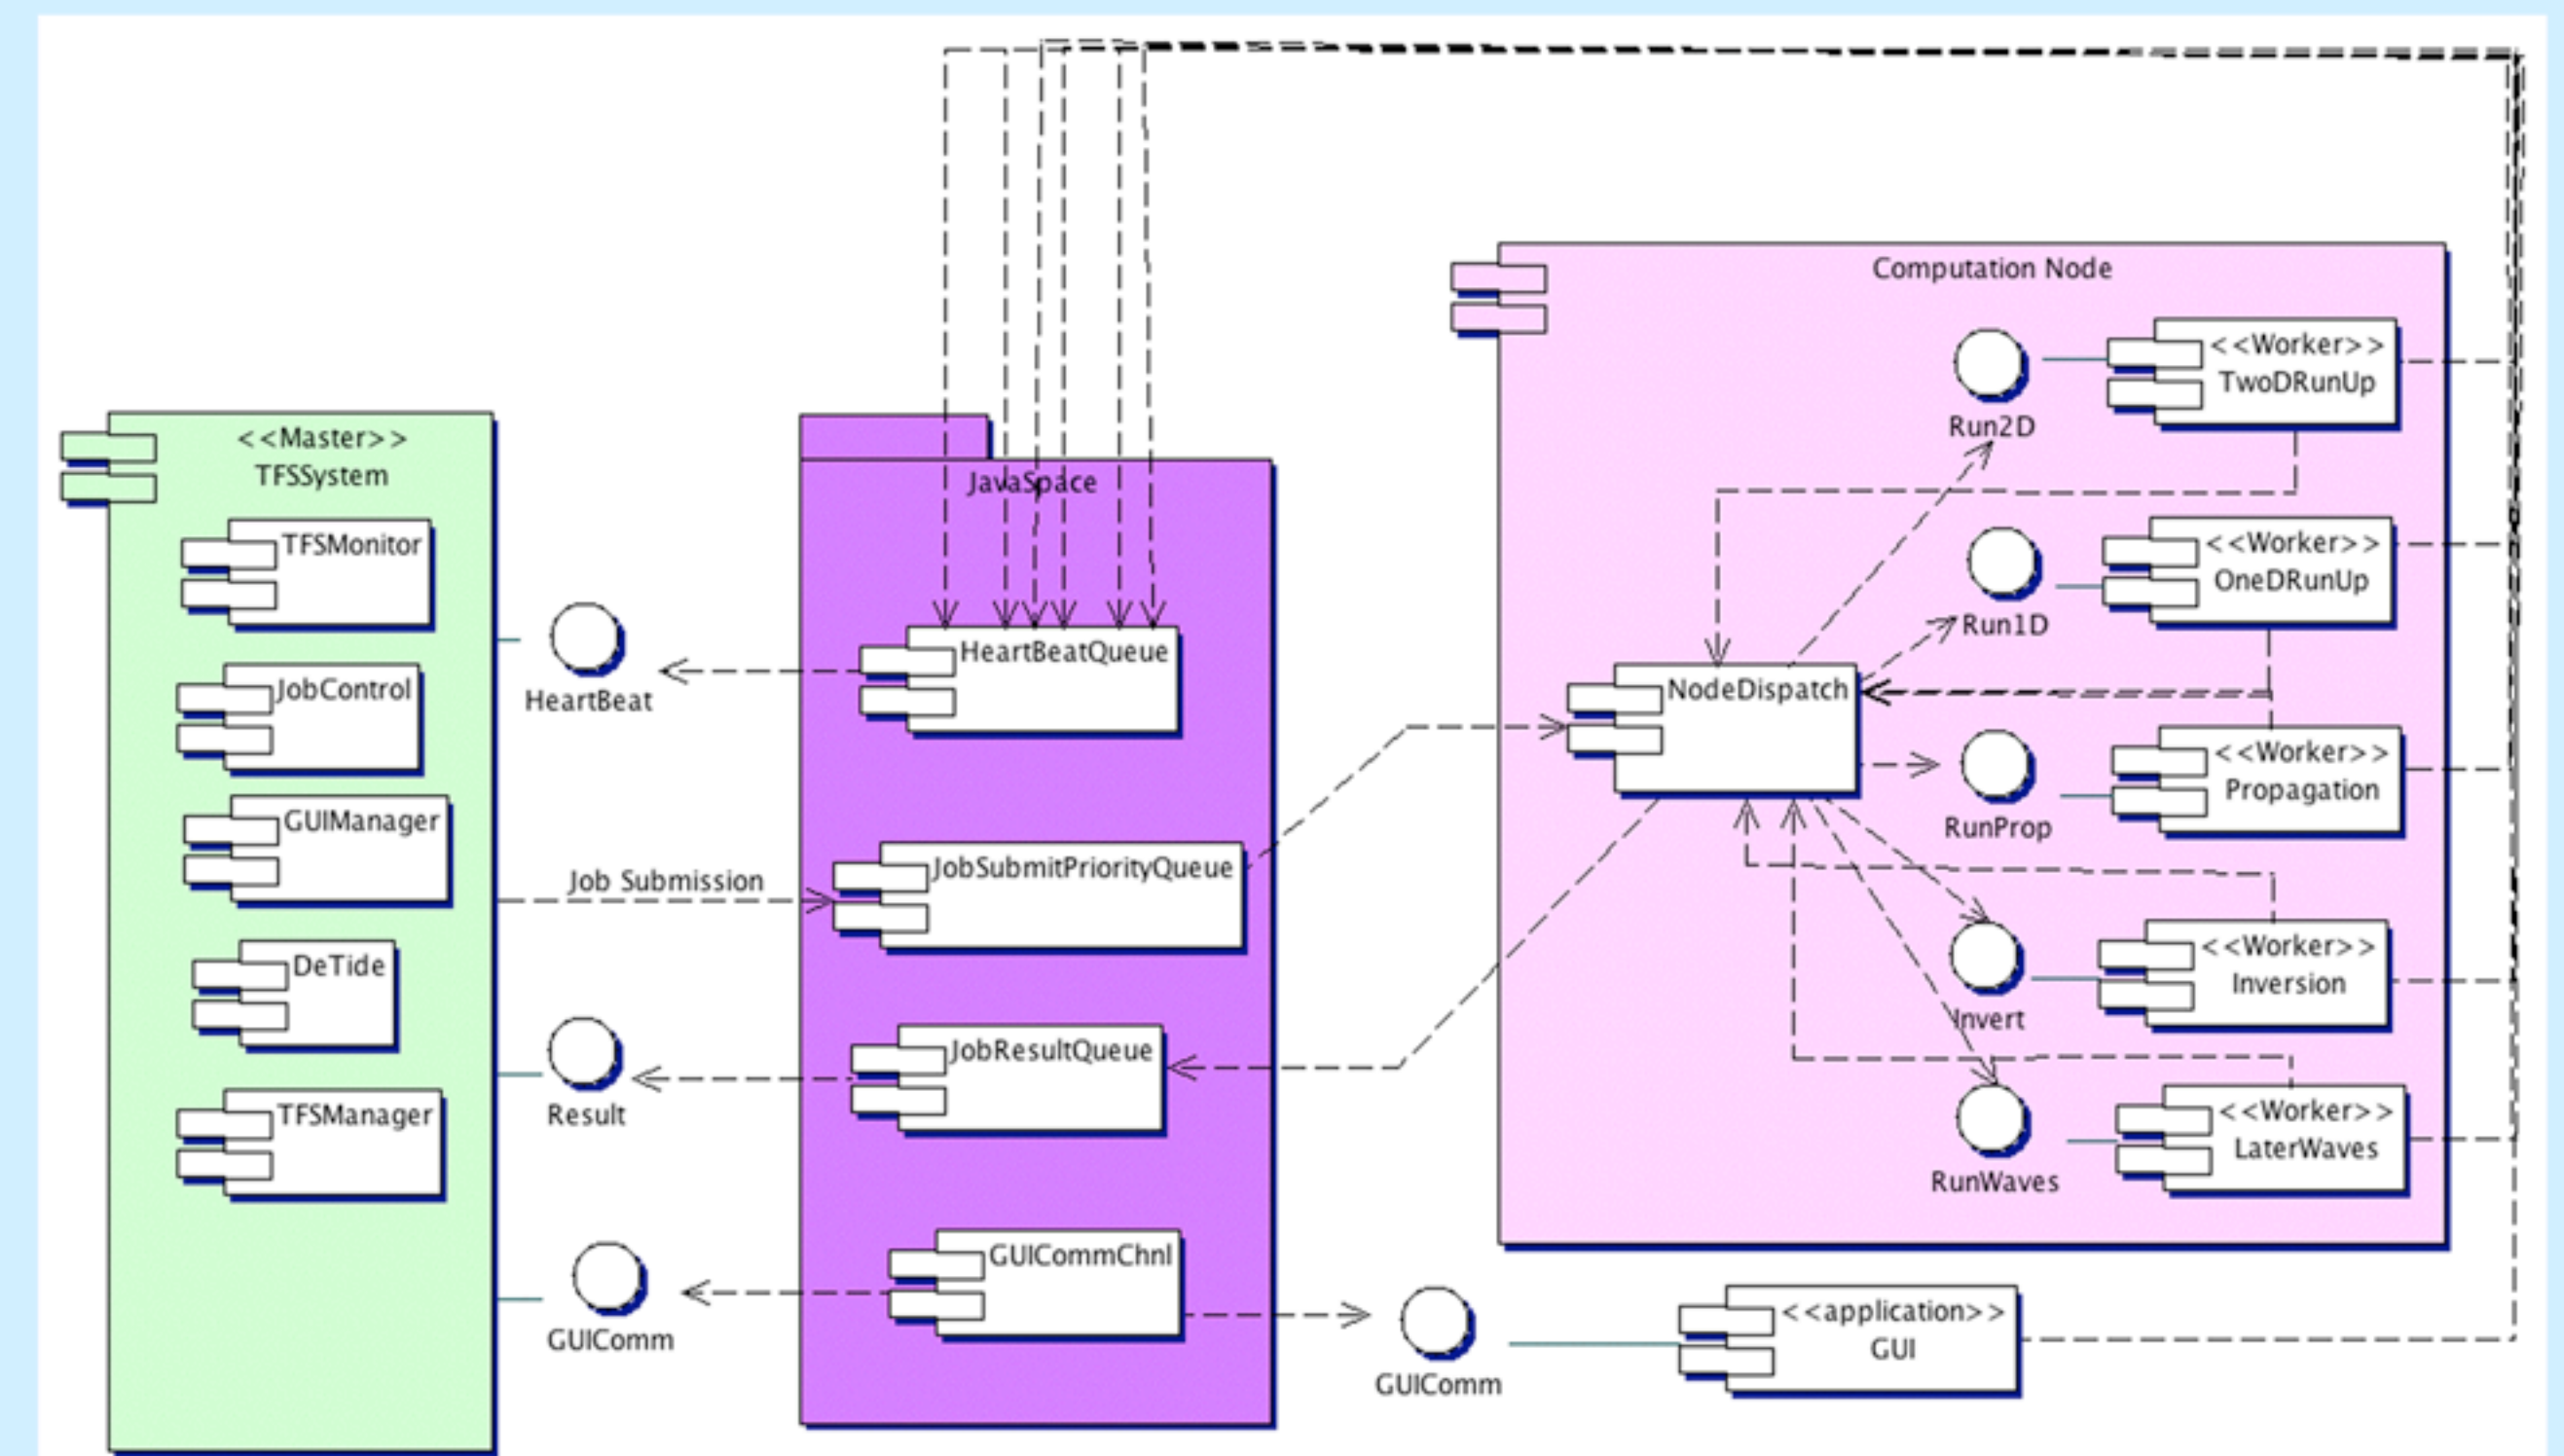 <<Master>>
TFSSystem
TFSMonitor
JobControl
GUIManager
DeTide
TFSManager
HeartBeat
Job Submission
Result
GUIComm
JavaSpace
HeartBeatQueue
JobSubmitPriorityQueue
JobResultQueue
GUICommChnl
GUIComm
<<application>>
GUI
Computation Node
NodeDispatch
Run2D
<<Worker>>
TwoDRunUp
Run1D
<<Worker>>
OneDRunUp
RunProp
<<Worker>>
Propagation
Invert
<<Worker>>
Inversion
RunWaves
<<Worker>>
LaterWaves